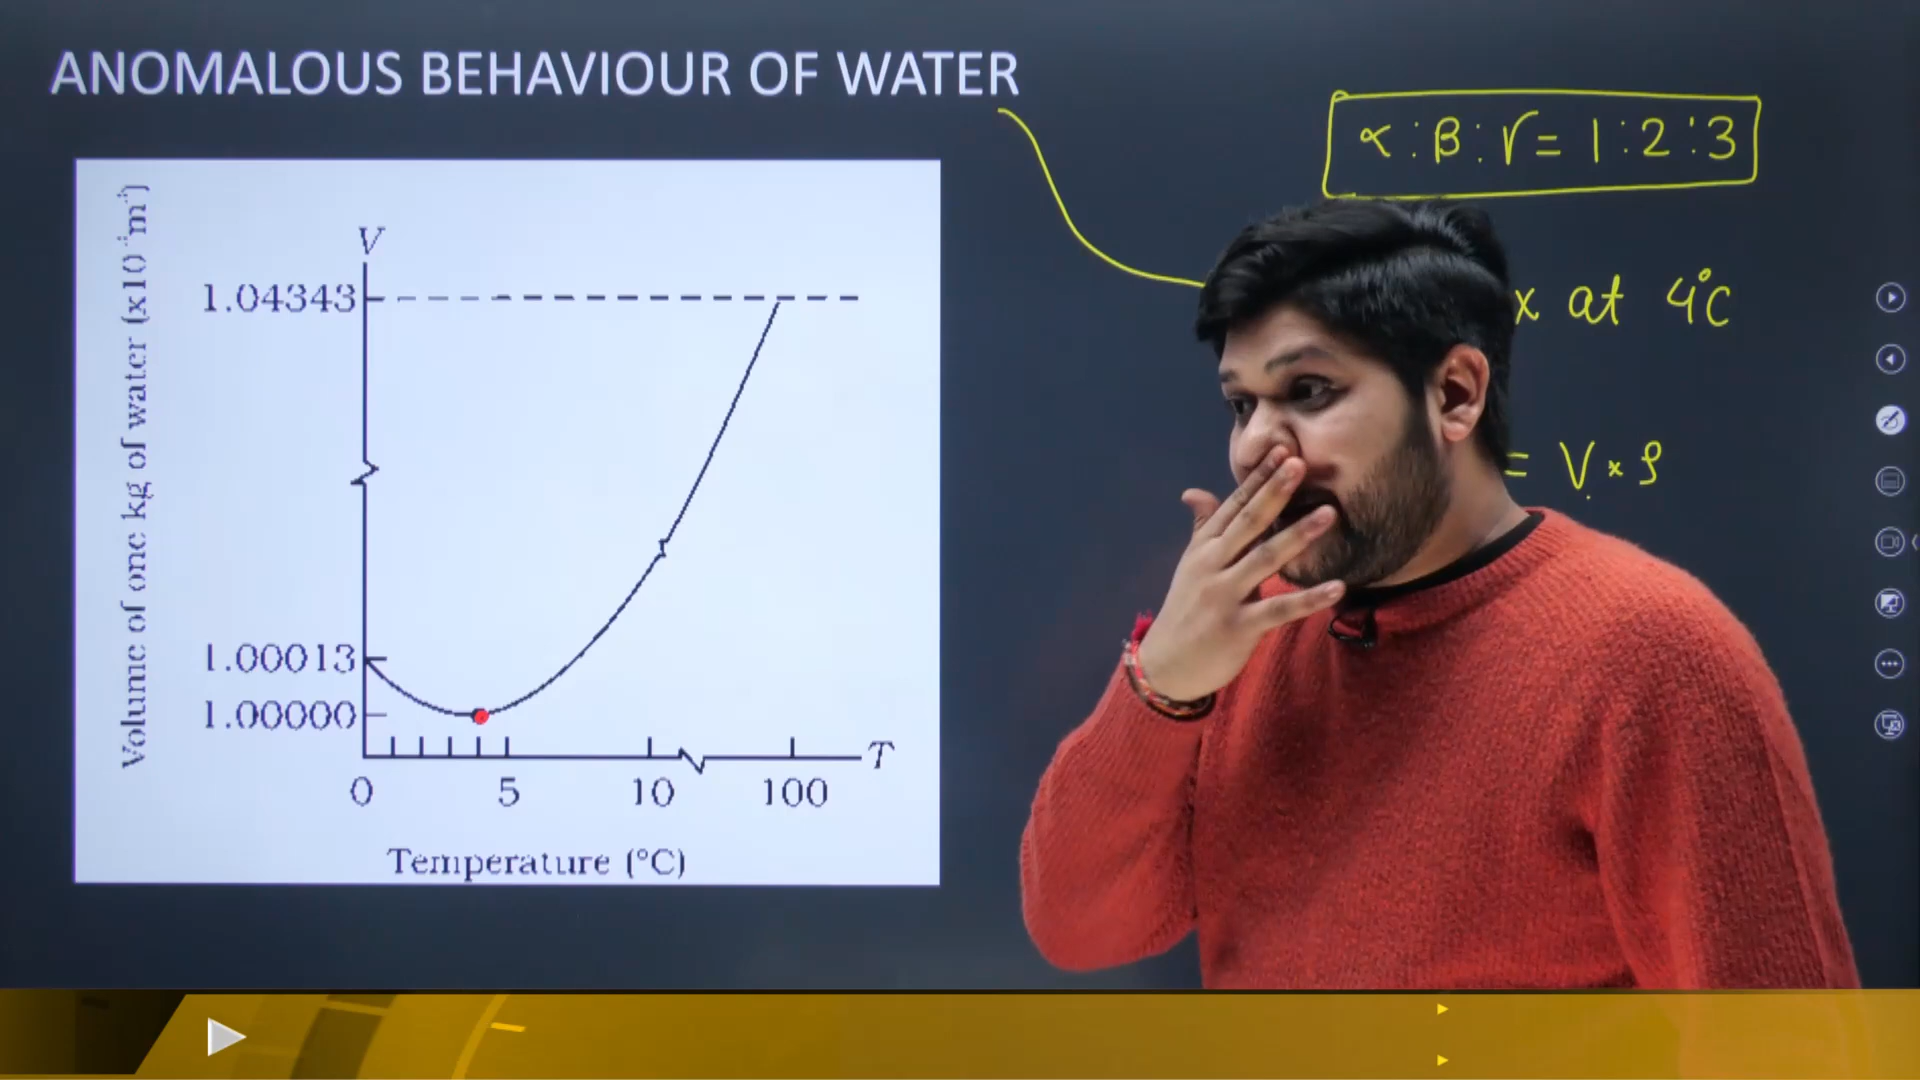 ANOMALOUS BEHAVIOUR OF WATER
α : β : γ = 1 : 2 : 3
x at 4°C
= V × ρ
Volume of one kg of water (x10 m
V
1.04343
1.00013
1.00000
0 5 10 100
T
Temperature (°C)